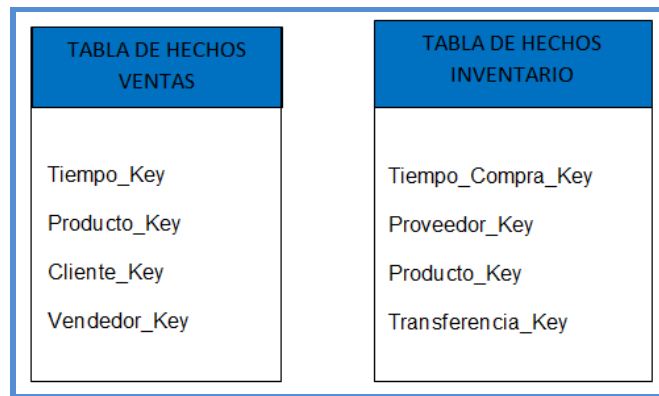 TABLA DE HECHOS
VENTAS
Tiempo_Key
Producto_Key
Cliente_Key
Vendedor_Key
TABLA DE HECHOS
INVENTARIO
Tiempo_Compra_Key
Proveedor_Key
Producto_Key
Transferencia_Key